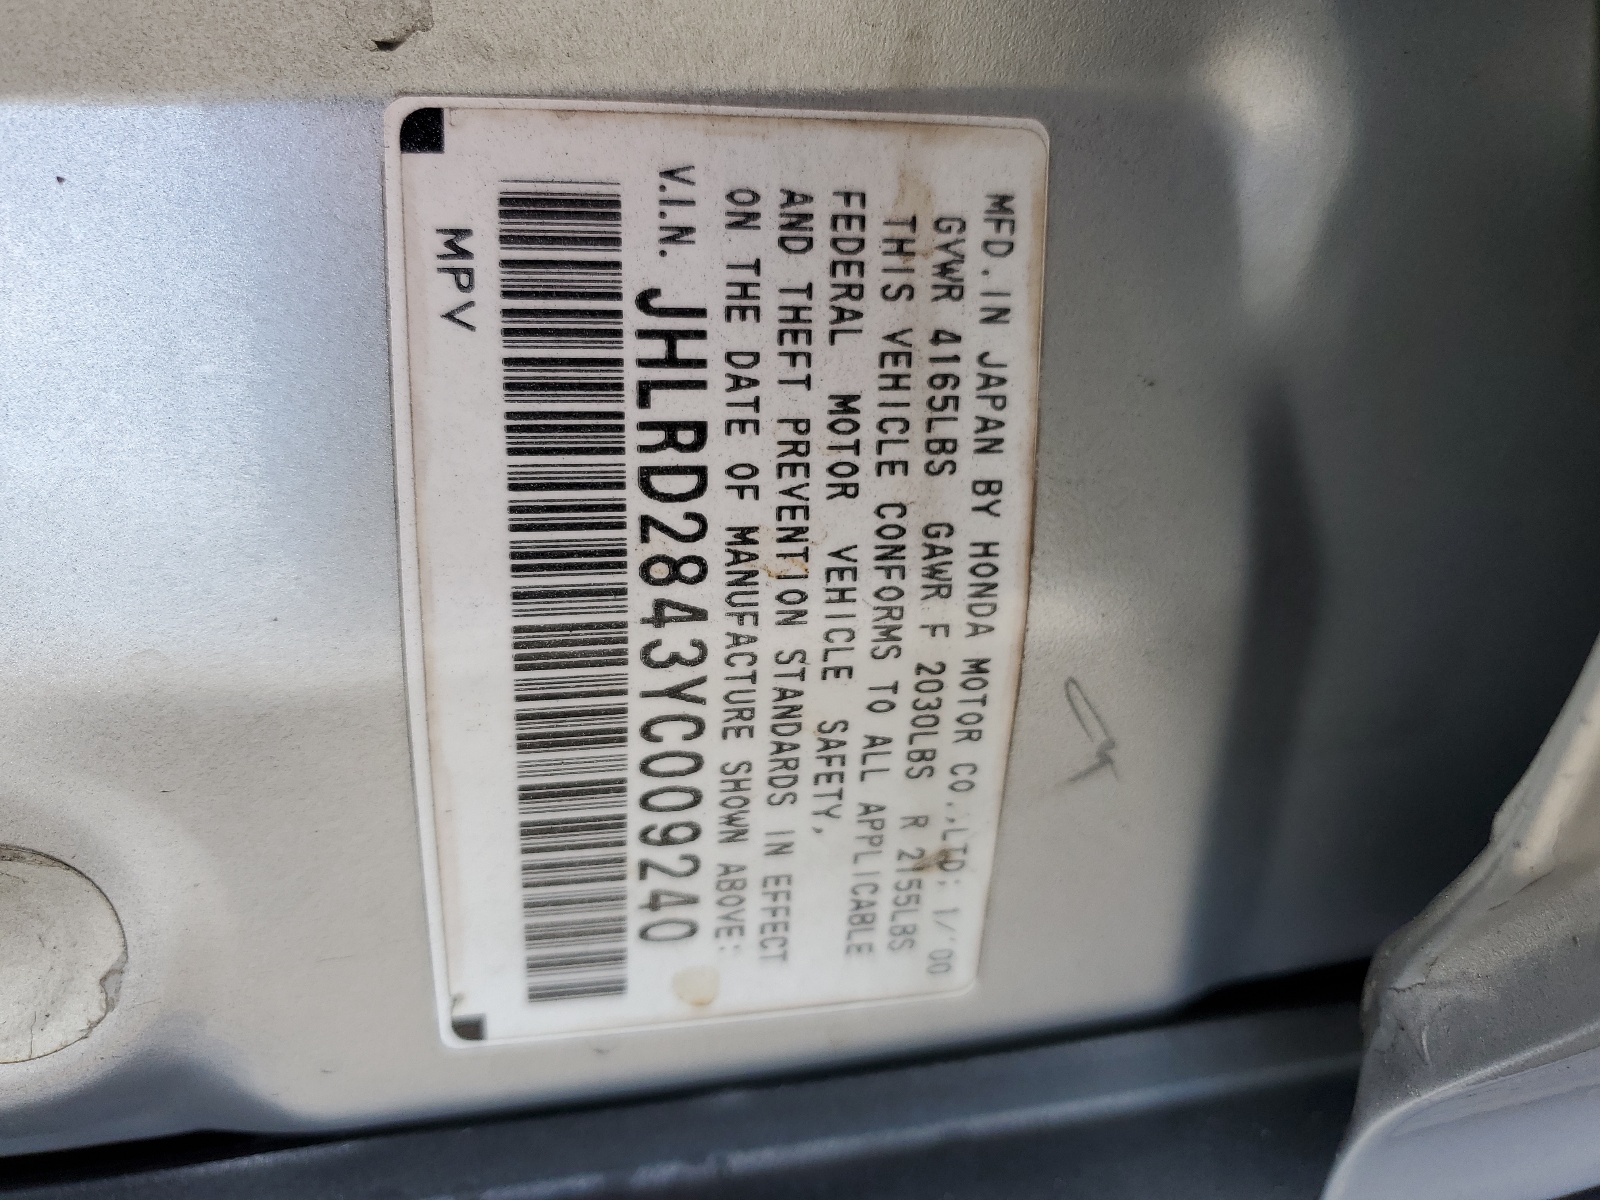 MFD. IN JAPAN BY HONDA MOTOR CO.,LTD: 1/'00
GVWR 4165LBS GAWR F 2030LBS R 2155LBS
THIS VEHICLE CONFORMS TO ALL APPLICABLE
FEDERAL MOTOR VEHICLE SAFETY,
AND THEFT PREVENTION STANDARDS IN EFFECT
ON THE DATE OF MANUFACTURE SHOWN ABOVE:
V.I.N. JHLRD2843YC009240
MPV